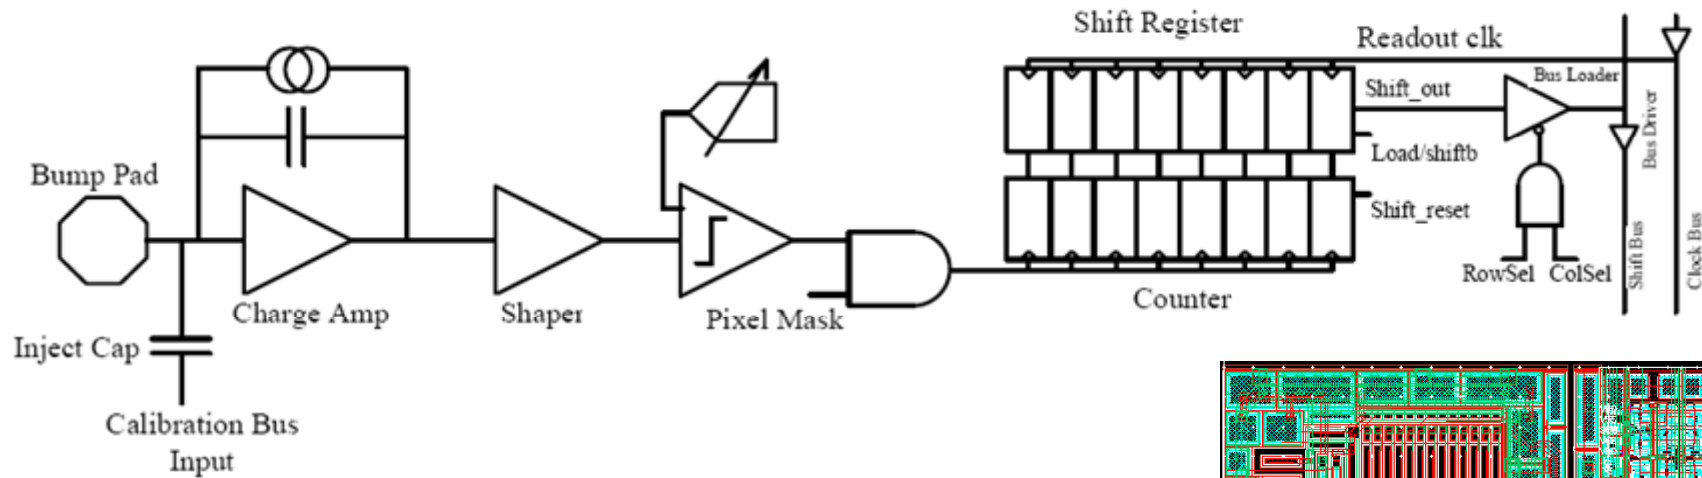 Shift Register
Readout clk
Bus Loader
Shift_out
Bus Driver
Load/shiftb
Bump Pad
Shift_reset
RowSel ColSel
Shift Bus
Clock Bus
Counter
Charge Amp
Shaper
Pixel Mask
Inject Cap
Calibration Bus
Input